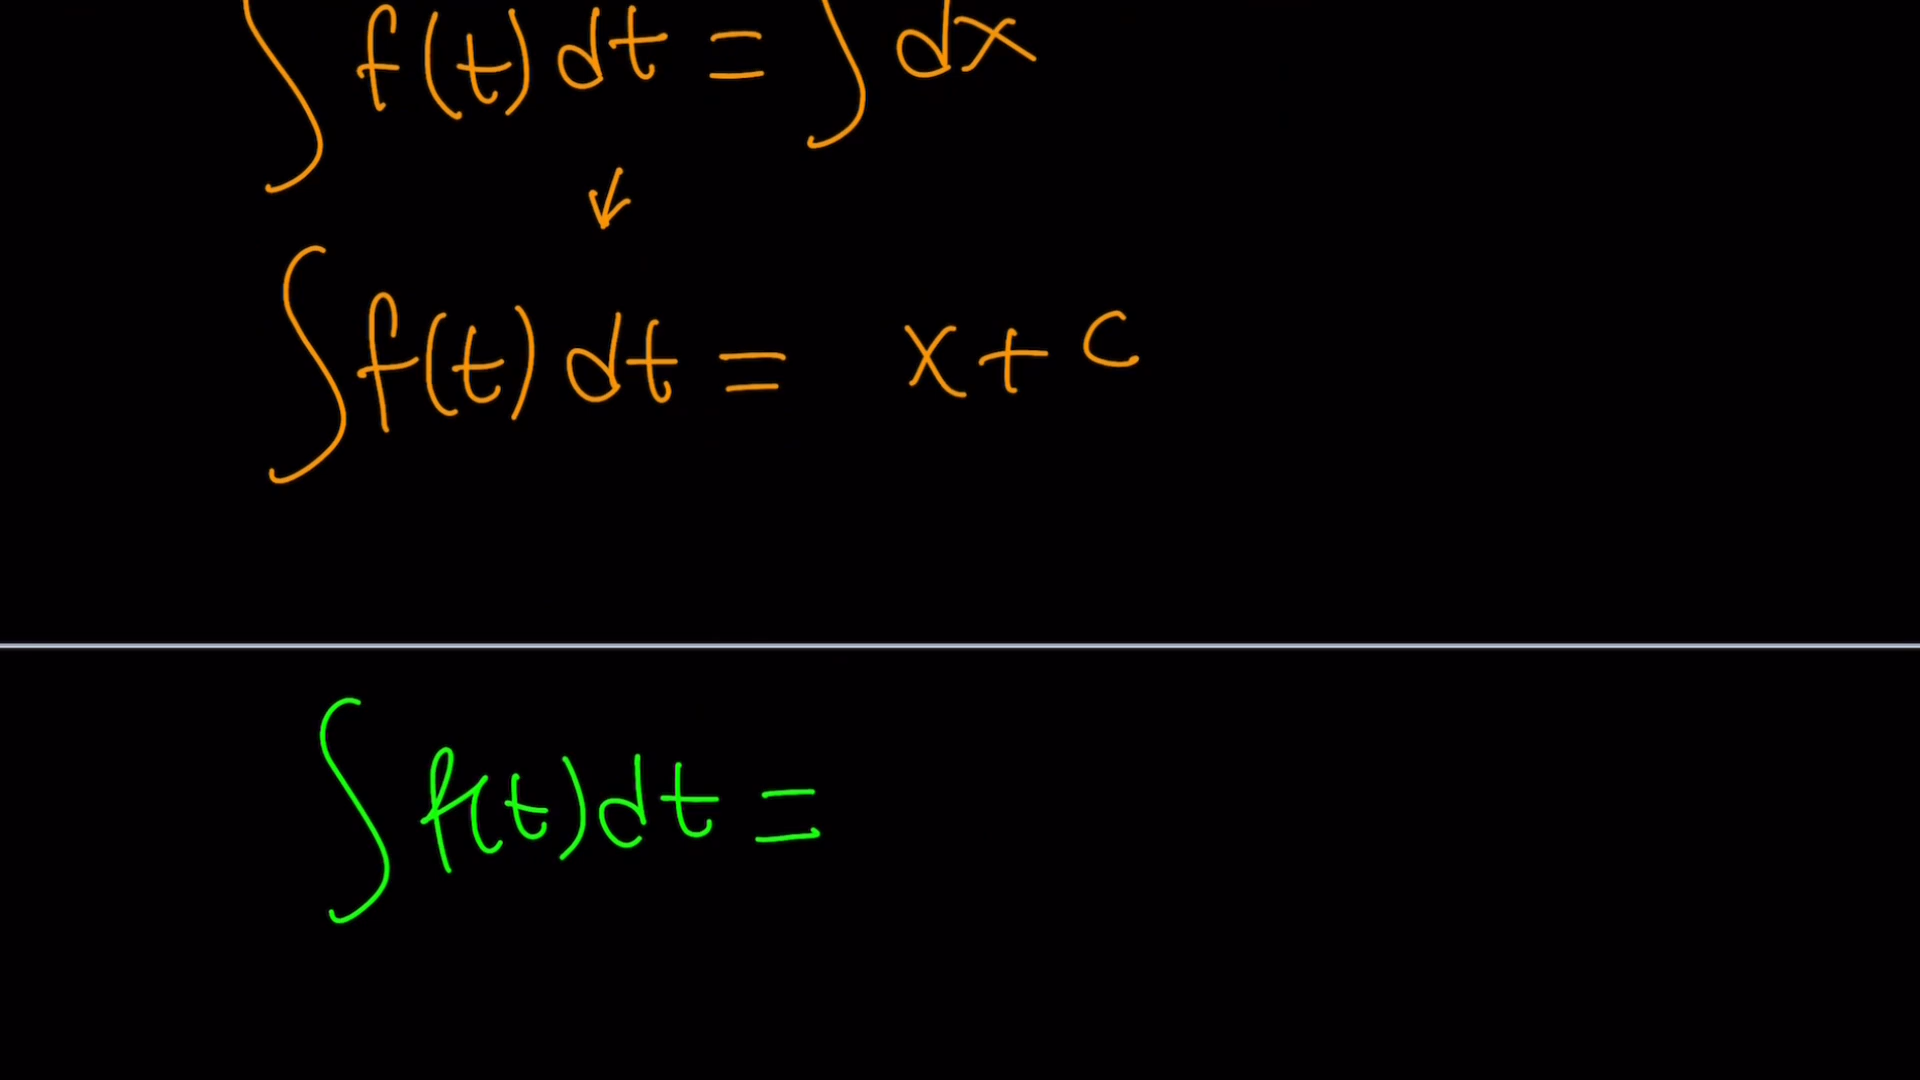 ∫ f(t) dt = ∫ dx
↙
∫ f(t) dt = x + c
∫ f(t) dt =